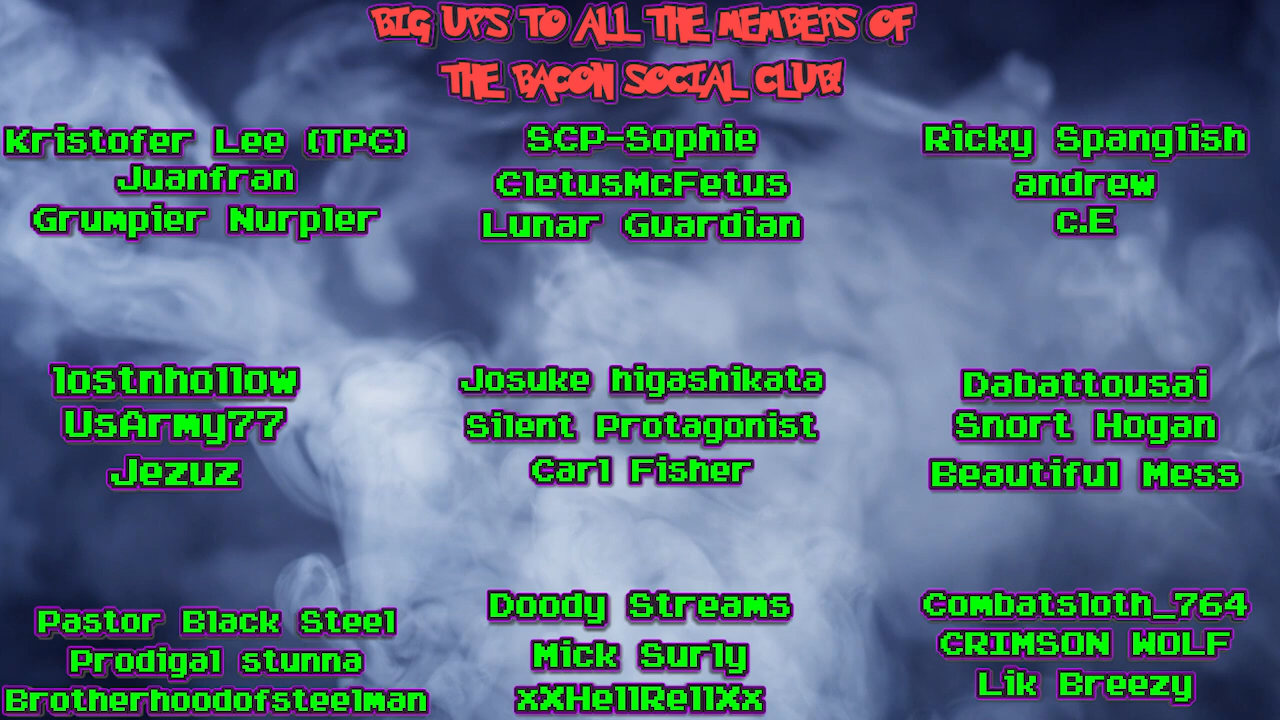 BIG UPS TO ALL THE MEMBERS OF
THE BACON SOCIAL CLUB!
Kristofer Lee (TPC)
Juanfran
Grumpier Nurpler
SCP-Sophie
CletusMcFetus
Lunar Guardian
Ricky Spanglish
andrew
C.E
lostnhollow
UsArmy77
Jezuz
Josuke higashikata
Silent Protagonist
Carl Fisher
Dabattousai
Snort Hogan
Beautiful Mess
Pastor Black Steel
Prodigal stunna
Brotherhoodofsteelman
Doody Streams
Mick Surly
xXHellRellXx
Combatsloth_764
CRIMSON WOLF
Lik Breezy